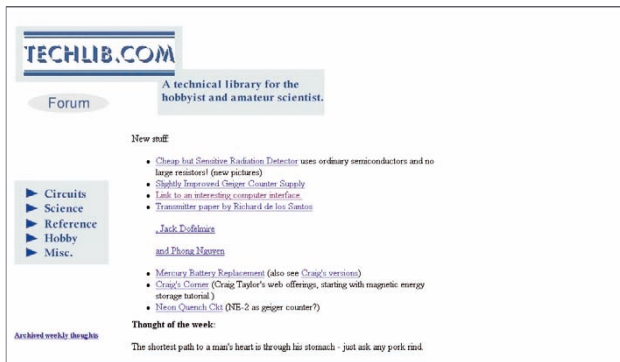 TECHLIB.COM
A technical library for the
hobbyist and amateur scientist.
Forum
New stuff:
Cheap but Sensitive Radiation Detector uses ordinary semiconductors and no
large resistors! (new pictures)
Slightly Improved Geiger Counter Supply
Link to an interesting computer interface.
Transmitter paper by Richard de los Santos
, Jack Dofelmire
and Phong Nguyen
Mercury Battery Replacement (also see Craig's versions)
Craig's Corner (Craig Taylor's web offerings, starting with magnetic energy
storage tutorial.)
Neon Quench Ckt (NE-2 as geiger counter?)
Circuits
Science
Reference
Hobby
Misc.
Archived weekly thoughts
Thought of the week:
The shortest path to a man's heart is through his stomach - just ask any pork rind.